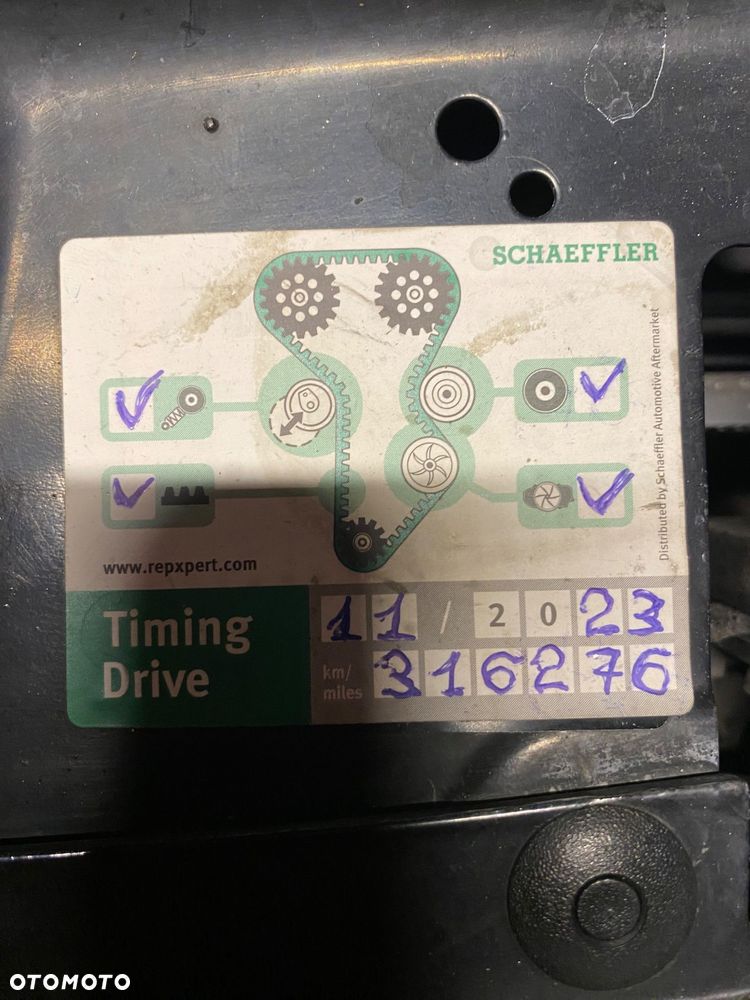 SCHAEFFLER
Distributed by Schaeffler Automotive Aftermarket
www.repxpert.com
Timing
Drive
11 / 2023
km/
miles
316276
OTOMOTO